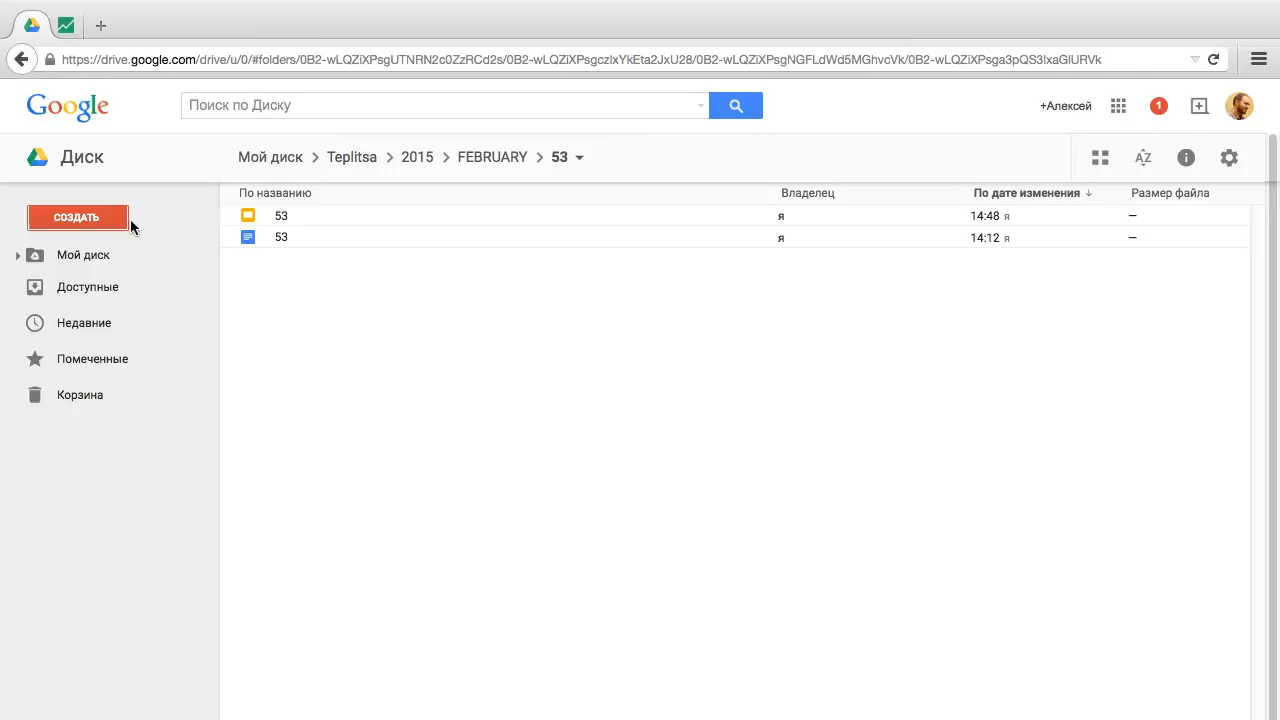 https://drive.google.com/drive/u/0/#folders/0B2-wLQZiXPsgUTNRN2c0ZzRCd2s/0B2-wLQZiXPsgczixYkEta2JxU28/0B2-wLQZiXPsgNGFLdWd5MGhvcVk/0B2-wLQZiXPsga3pQS3lxaGlURVk
Google
Поиск по Диску
+Алексей
1
Диск
Мой диск
Teplitsa
2015
FEBRUARY
53
AZ
По названию
Владелец
По дате изменения
Размер файла
СОЗДАТЬ
53
я
14:48 я
—
53
я
14:12 я
—
Мой диск
Доступные
Недавние
Помеченные
Корзина